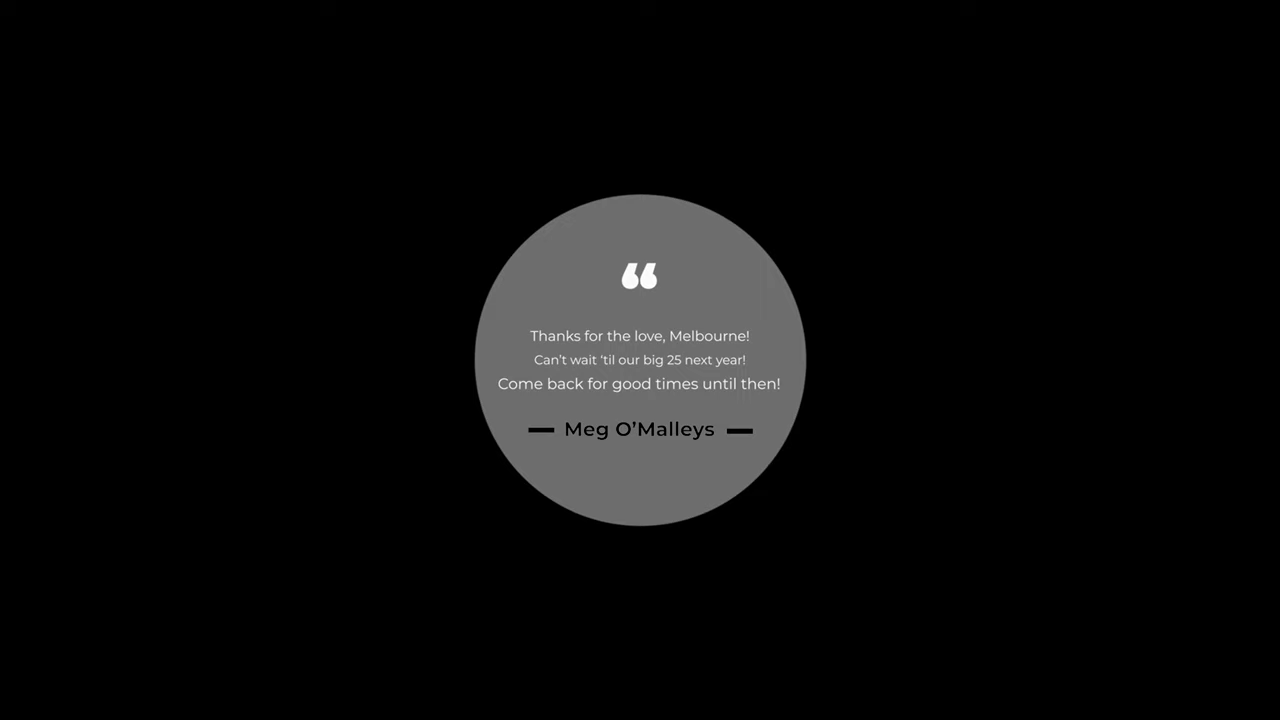 ❝
Thanks for the love, Melbourne!
Can’t wait ‘til our big 25 next year!
Come back for good times until then!
Meg O’Malleys